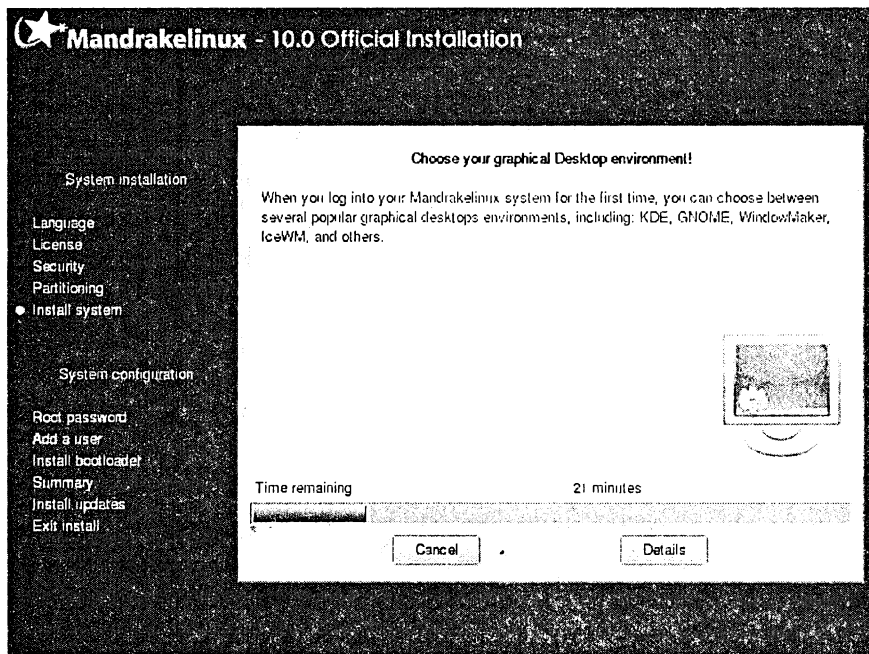 Mandrakelinux - 10.0 Official Installation
System installation
Language
License
Security
Partitioning
Install system
System configuration
Root password
Add a user
Install bootloader
Summary
Install updates
Exit install
Choose your graphical Desktop environment!
When you log into your Mandrakelinux system for the first time, you can choose between
several popular graphical desktops environments, including: KDE, GNOME, WindowMaker,
IceWM, and others.
Time remaining
21 minutes
Cancel
Details